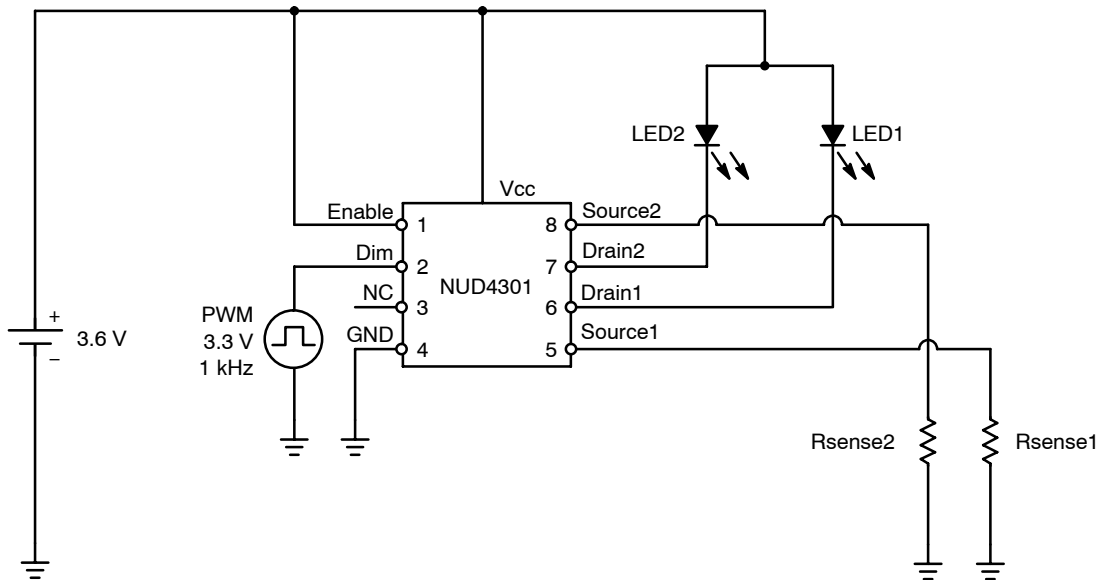 LED2
LED1
Vcc
Enable
1
8
Source2
Dim
2
7
Drain2
NUD4301
NC
3
6
Drain1
GND
4
5
Source1
PWM
3.3 V
1 kHz
+
3.6 V
–
Rsense2
Rsense1